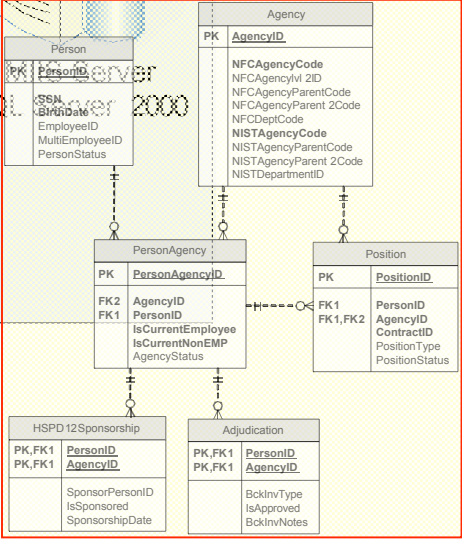 Agency
PK AgencyID
NFCAgencyCode
NFCAgencylvl 2ID
NFCAgencyParentCode
NFCAgencyParent 2Code
NFCDeptCode
NISTAgencyCode
NISTAgencyParentCode
NISTAgencyParent 2Code
NISTDepartmentID
Person
PK PersonID
SSN
BirthDate
EmployeeID
MultiEmployeeID
PersonStatus
Server
Server 2000
PersonAgency
PK PersonAgencyID
FK2 AgencyID
FK1 PersonID
IsCurrentEmployee
IsCurrentNonEMP
AgencyStatus
Position
PK PositionID
FK1 PersonID
FK1,FK2 AgencyID
ContractID
PositionType
PositionStatus
HSPD12Sponsorship
PK,FK1 PersonID
PK,FK1 AgencyID
SponsorPersonID
IsSponsored
SponsorshipDate
Adjudication
PK,FK1 PersonID
PK,FK1 AgencyID
BckInvType
IsApproved
BckInvNotes